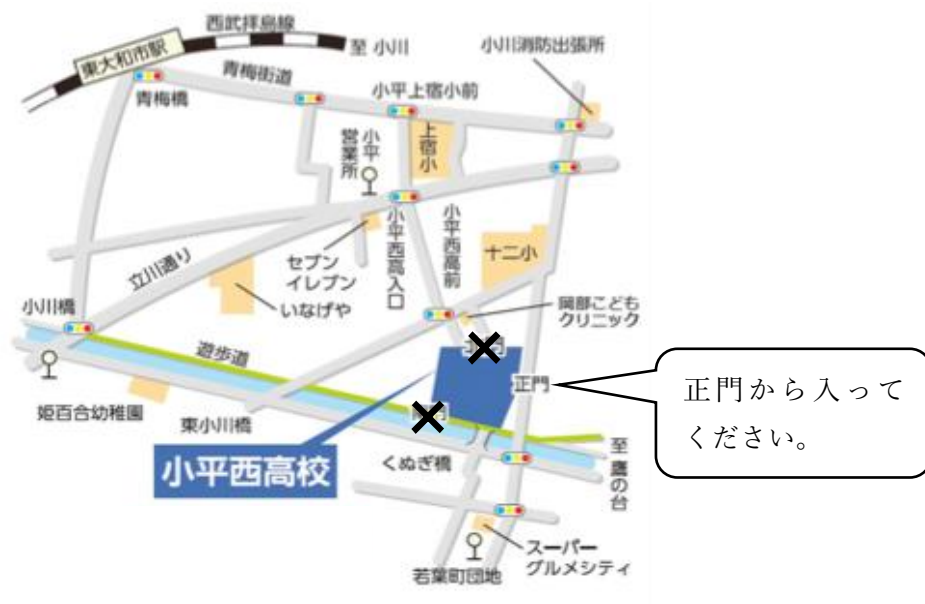 西武拝島線
至 小川
東大和市駅
小川消防出張所
青梅街道
青梅橋
小平上宿小前
上宿小
小平
営業所
小平西高入口
小平西高前
十二小
セブン
イレブン
立川通り
いなげや
岡部こども
クリニック
小川橋
遊歩道
正門
正門から入って
ください。
姫百合幼稚園
東小川橋
小平西高校
くぬぎ橋
至 鷹の台
スーパー
グルメシティ
若葉町団地